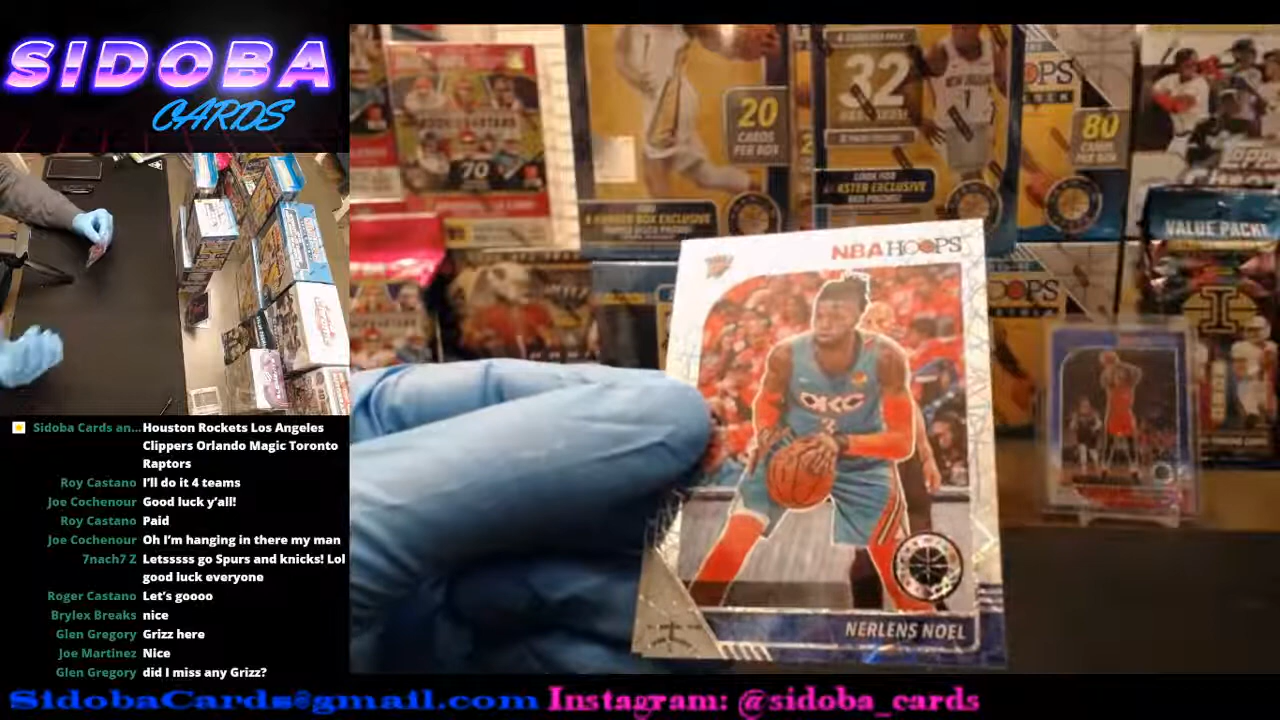 SIDOBA
CARDS
Sidoba Cards an... Houston Rockets Los Angeles
Clippers Orlando Magic Toronto
Raptors
Roy Castano I'll do it 4 teams
Joe Cochenour Good luck y'all!
Roy Castano Paid
Joe Cochenour Oh I'm hanging in there my man
7nach7 Z Letsssss go Spurs and knicks! Lol
good luck everyone
Roger Castano Let's goooo
Brylex Breaks nice
Glen Gregory Grizz here
Joe Martinez Nice
Glen Gregory did I miss any Grizz?
70
20
CARDS
PER BOX
32
LOOK FOR
80
CARDS
PER BOX
VALUE PACK!
NBA HOOPS
OKC
3
NERLENS NOEL
SidobaCards@gmail.com Instagram: @sidoba_cards